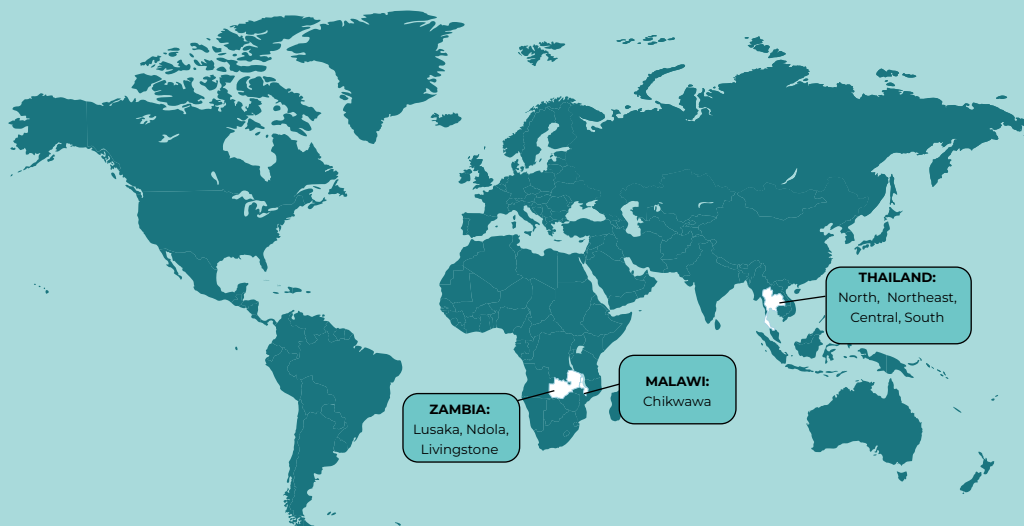 THAILAND:
North,  Northeast,
Central, South
MALAWI:
Chikwawa
ZAMBIA:
Lusaka, Ndola,
Livingstone